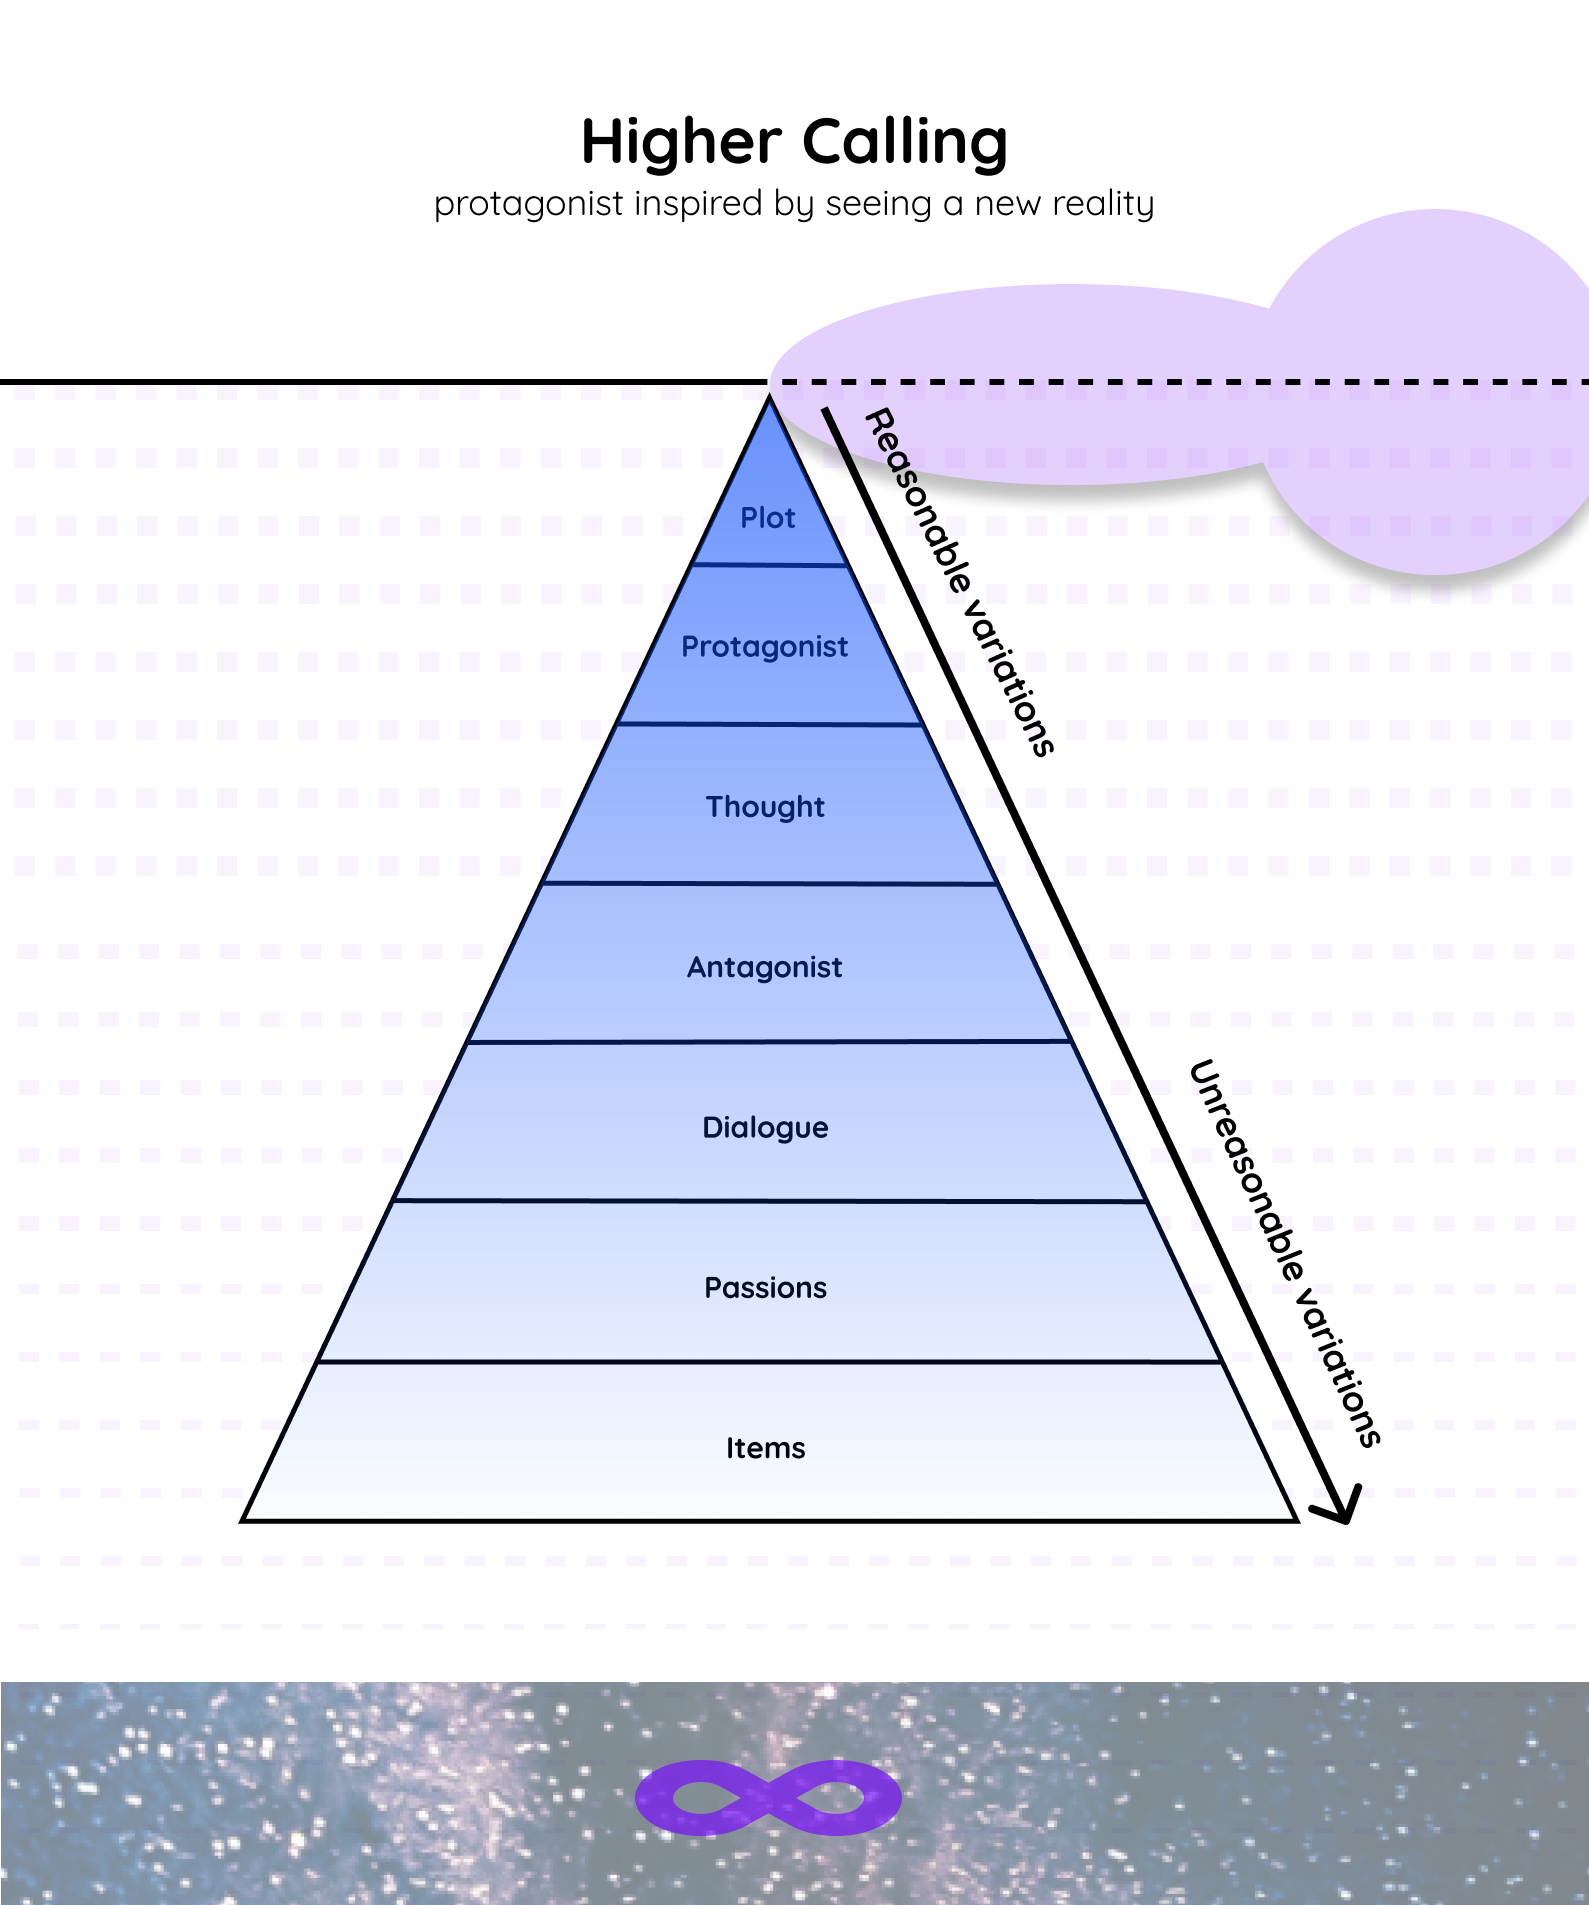 Higher Calling
protagonist inspired by seeing a new reality
Reasonable variations
Plot
Protagonist
Thought
Antagonist
Dialogue
Unreasonable variations
Passions
Items